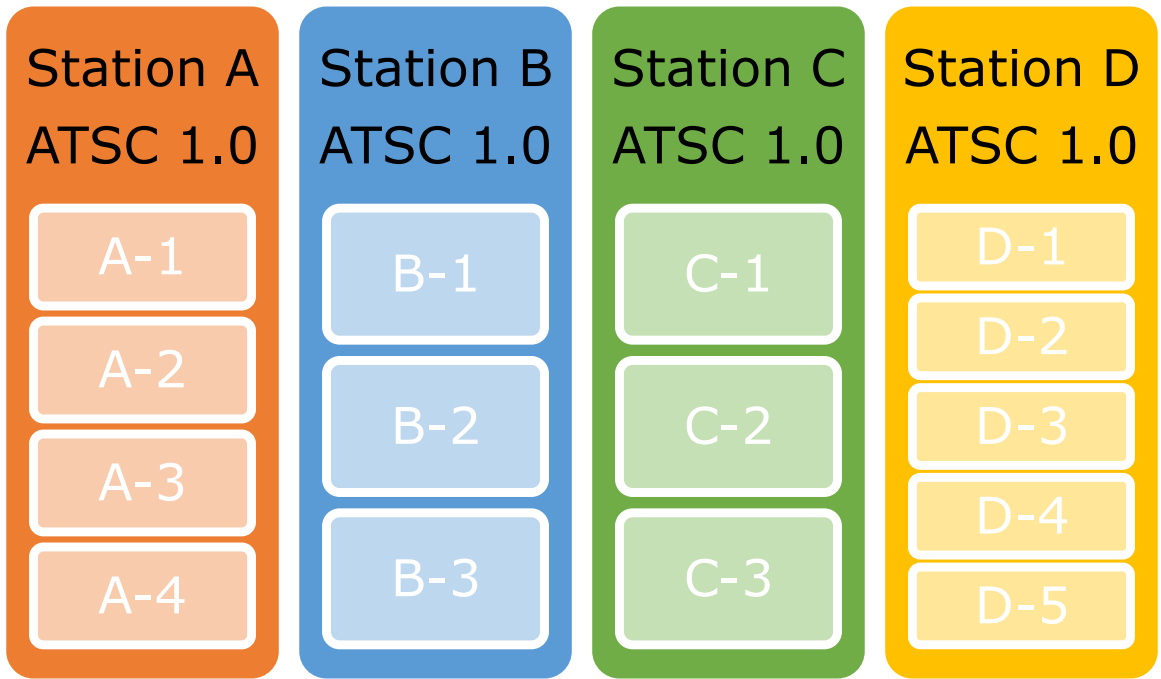 Station A
ATSC 1.0
A-1
A-2
A-3
A-4
Station B
ATSC 1.0
B-1
B-2
B-3
Station C
ATSC 1.0
C-1
C-2
C-3
Station D
ATSC 1.0
D-1
D-2
D-3
D-4
D-5